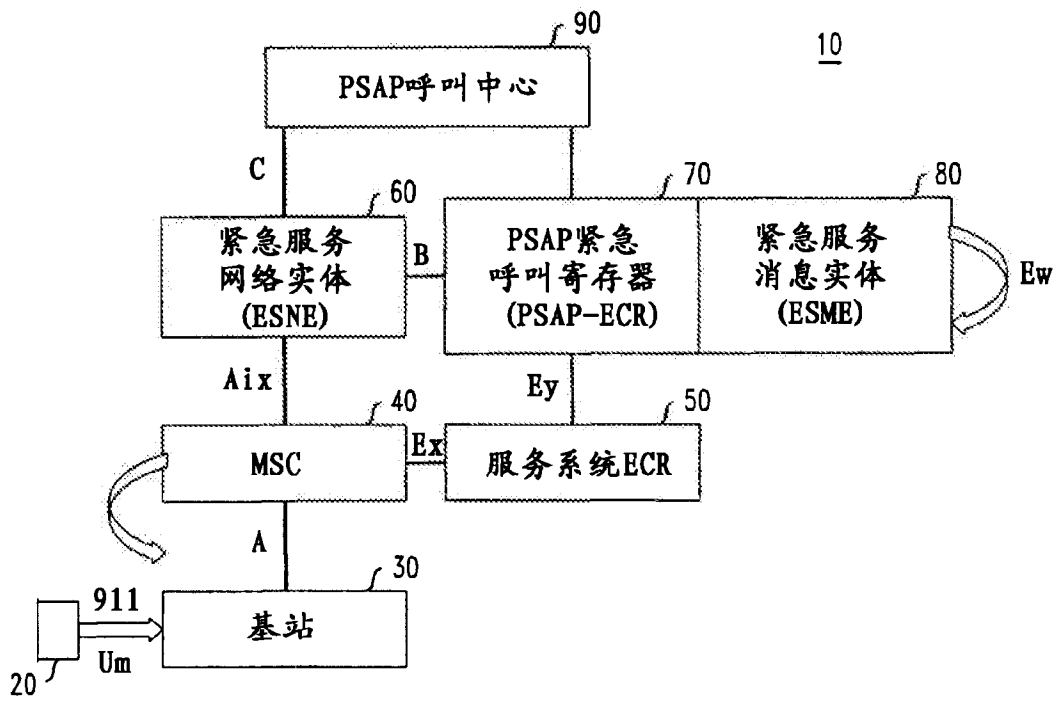 90
10
PSAP呼叫中心
C
60
70
80
紧急服务
网络实体
(ESNE)
B
PSAP紧急
呼叫寄存器
(PSAP-ECR)
紧急服务
消息实体
(ESME)
Ew
Aix
Ey
40
50
MSC
Ex
服务系统ECR
A
30
911
基站
Um
20